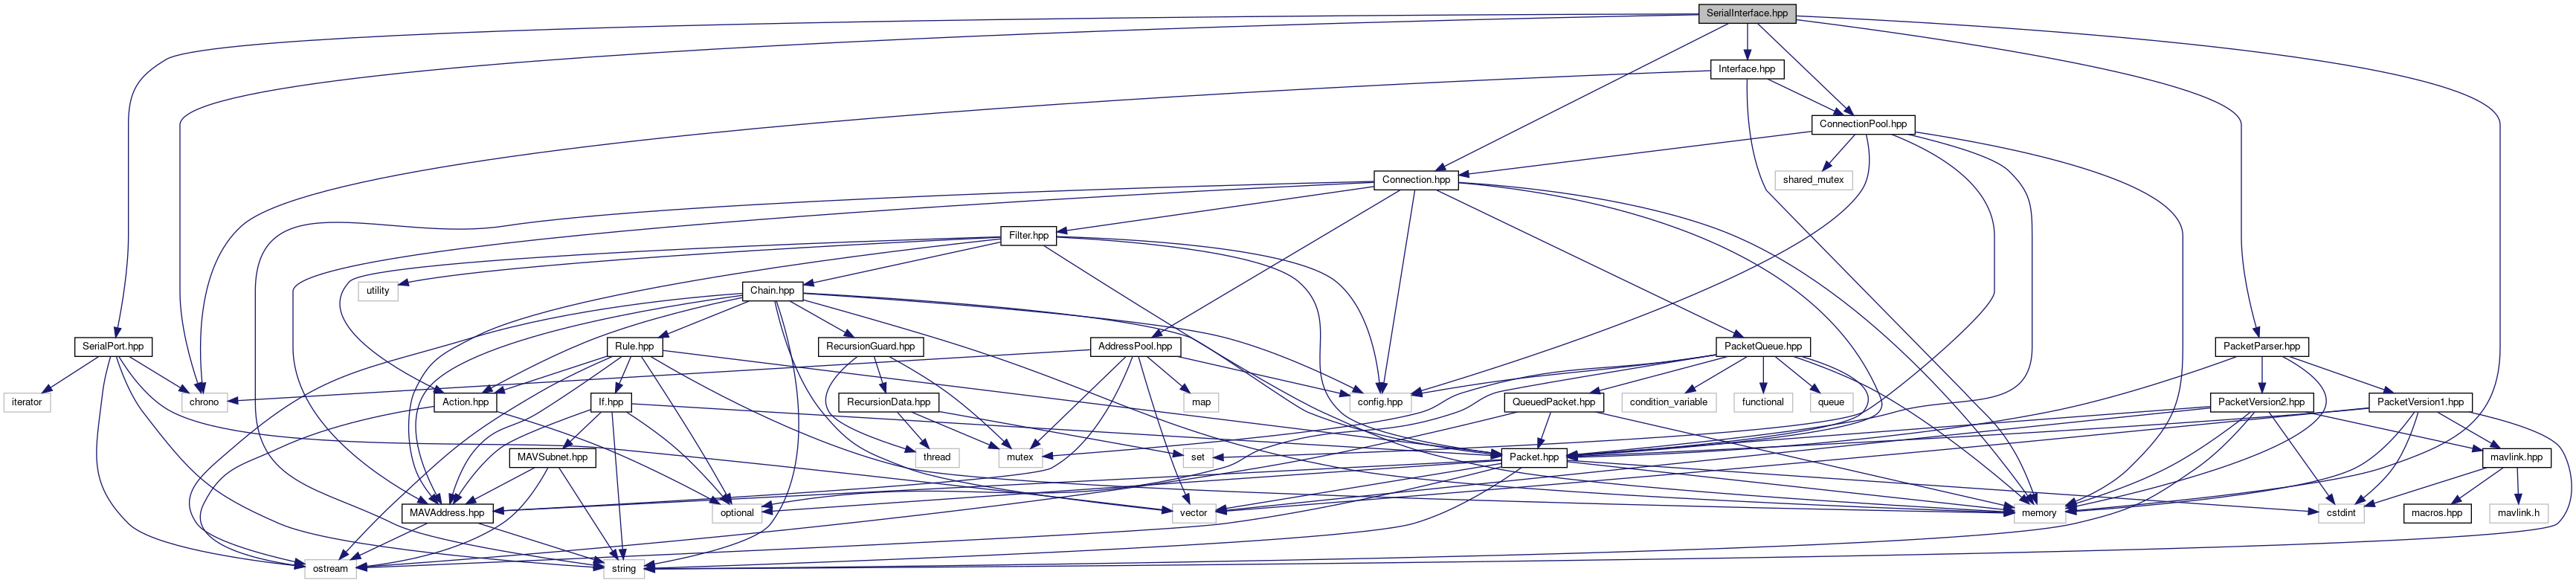 SerialInterface.hpp
Interface.hpp
ConnectionPool.hpp
Connection.hpp
shared_mutex
Filter.hpp
utility
Chain.hpp
SerialPort.hpp
Rule.hpp
RecursionGuard.hpp
AddressPool.hpp
PacketQueue.hpp
PacketParser.hpp
iterator
chrono
Action.hpp
If.hpp
RecursionData.hpp
map
config.hpp
QueuedPacket.hpp
condition_variable
functional
queue
PacketVersion2.hpp
PacketVersion1.hpp
MAVSubnet.hpp
thread
mutex
set
Packet.hpp
mavlink.hpp
MAVAddress.hpp
optional
vector
memory
cstdint
macros.hpp
mavlink.h
ostream
string